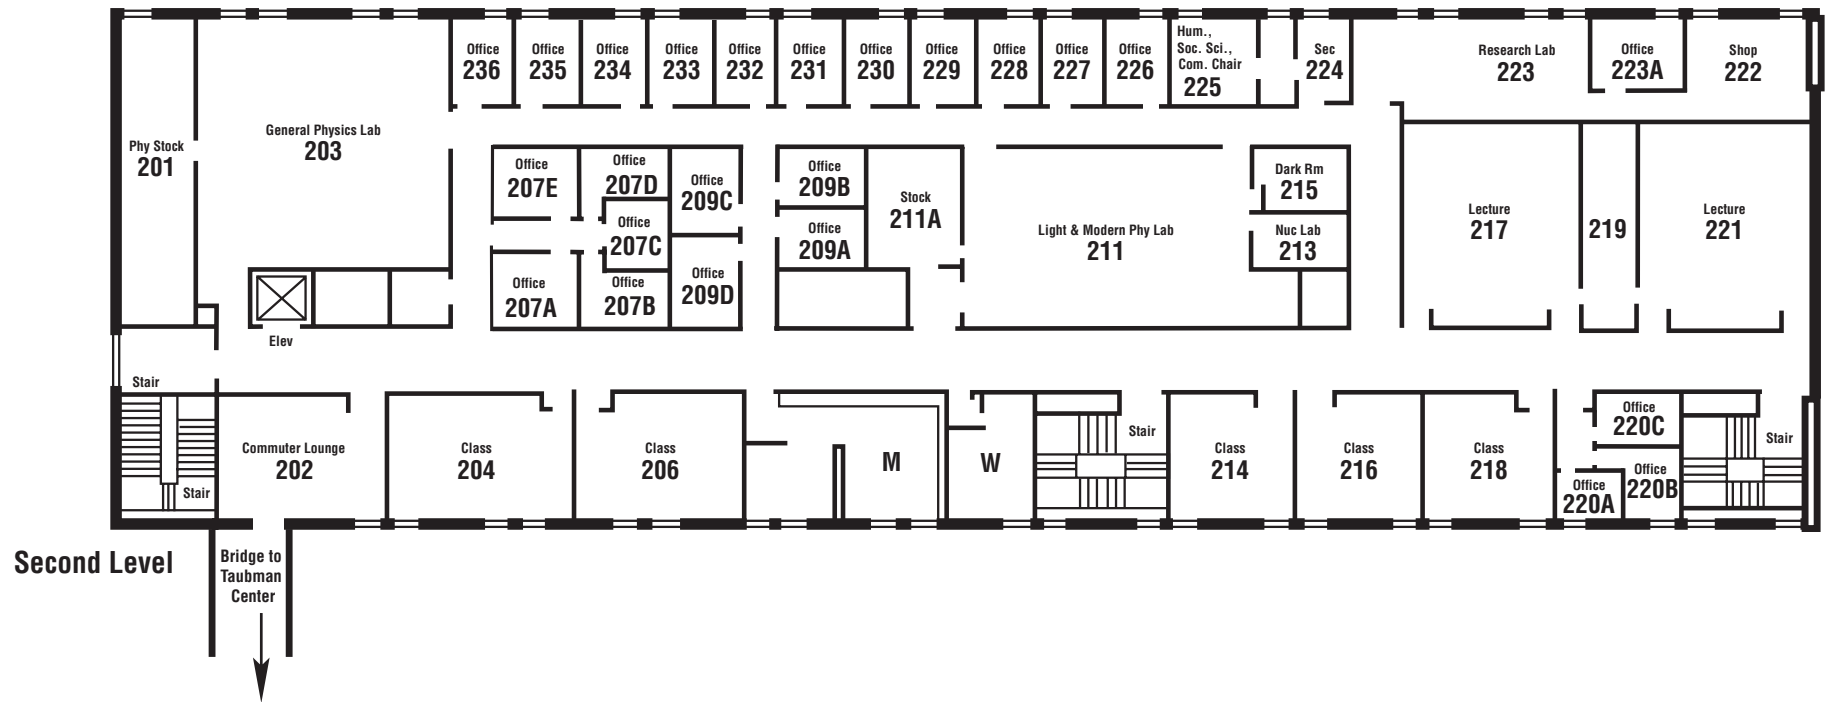 Phy Stock
201
General Physics Lab
203
Office
236
Office
235
Office
234
Office
233
Office
232
Office
231
Office
230
Office
229
Office
228
Office
227
Office
226
Hum.,
Soc. Sci.,
Com. Chair
225
Sec
224
Research Lab
223
Office
223A
Shop
222
Office
207E
Office
207D
Office
207C
Office
207A
Office
207B
Office
209C
Office
209D
Office
209B
Office
209A
Stock
211A
Light & Modern Phy Lab
211
Dark Rm
215
Nuc Lab
213
Lecture
217
219
Lecture
221
Elev
Stair
Stair
Commuter Lounge
202
Class
204
Class
206
M
W
Stair
Class
214
Class
216
Class
218
Office
220C
Office
220B
Office
220A
Stair
Second Level
Bridge to
Taubman
Center